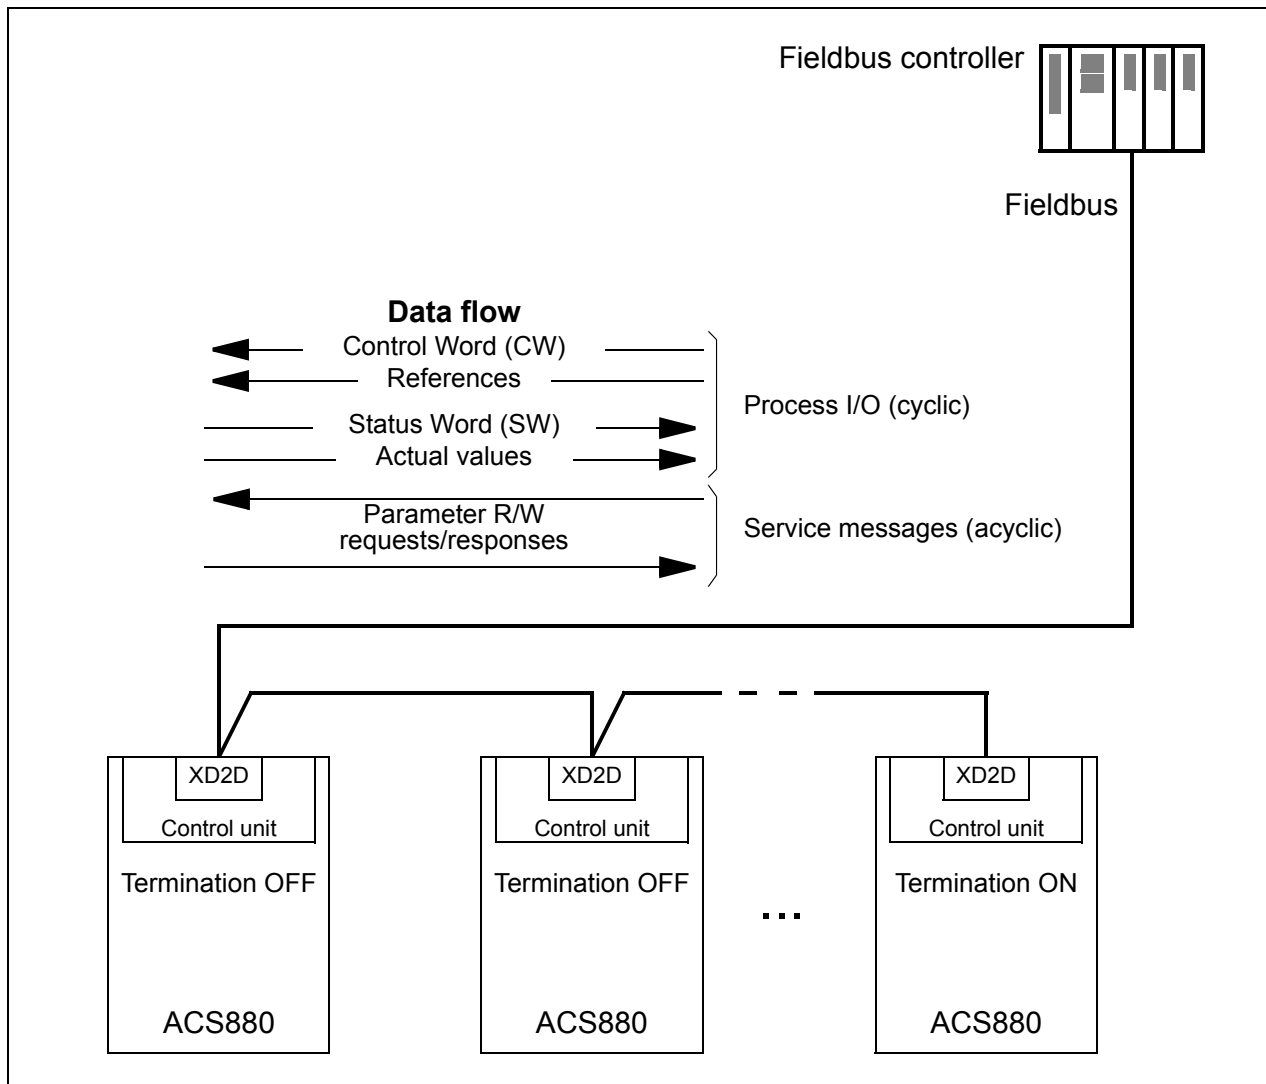 Fieldbus controller
Fieldbus
Data flow
Control Word (CW)
References
Status Word (SW)
Actual values
Process I/O (cyclic)
Parameter R/W
requests/responses
Service messages (acyclic)
XD2D
Control unit
Termination OFF
ACS880
XD2D
Control unit
Termination OFF
ACS880
...
XD2D
Control unit
Termination ON
ACS880